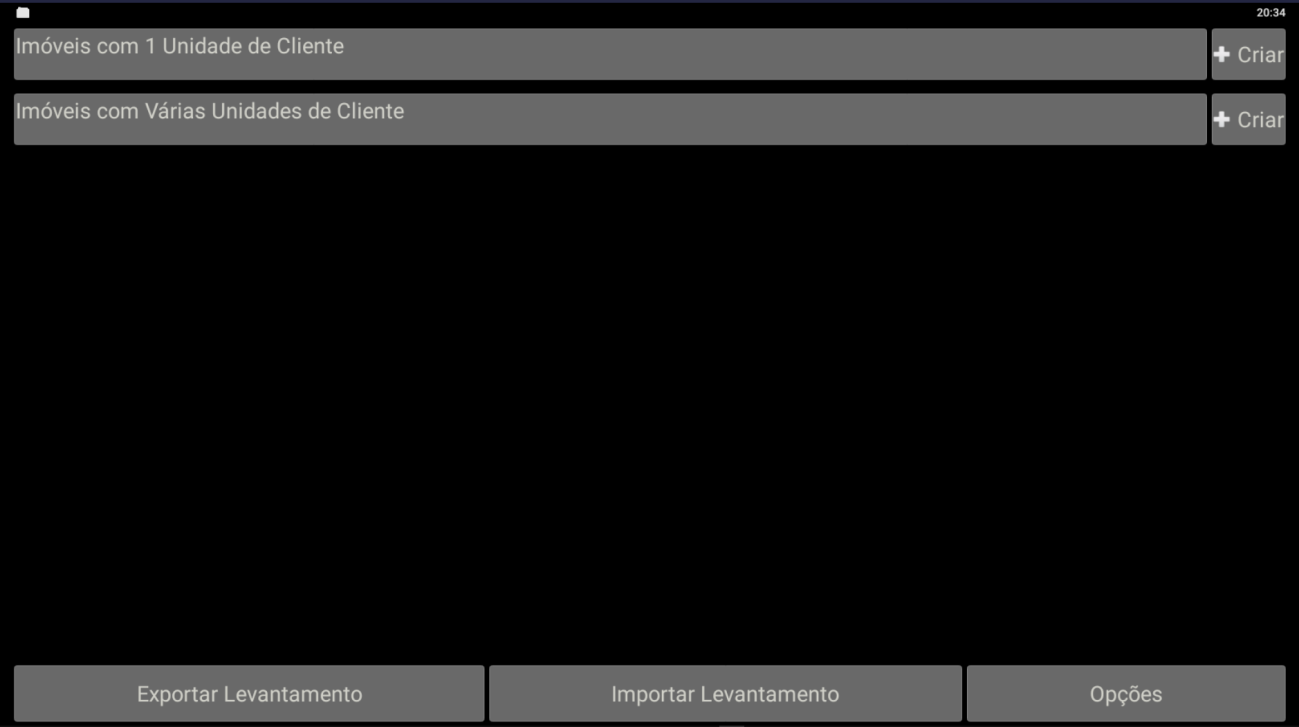 20:34
Imóveis com 1 Unidade de Cliente
Criar
Imóveis com Várias Unidades de Cliente
Criar
Exportar Levantamento
Importar Levantamento
Opções